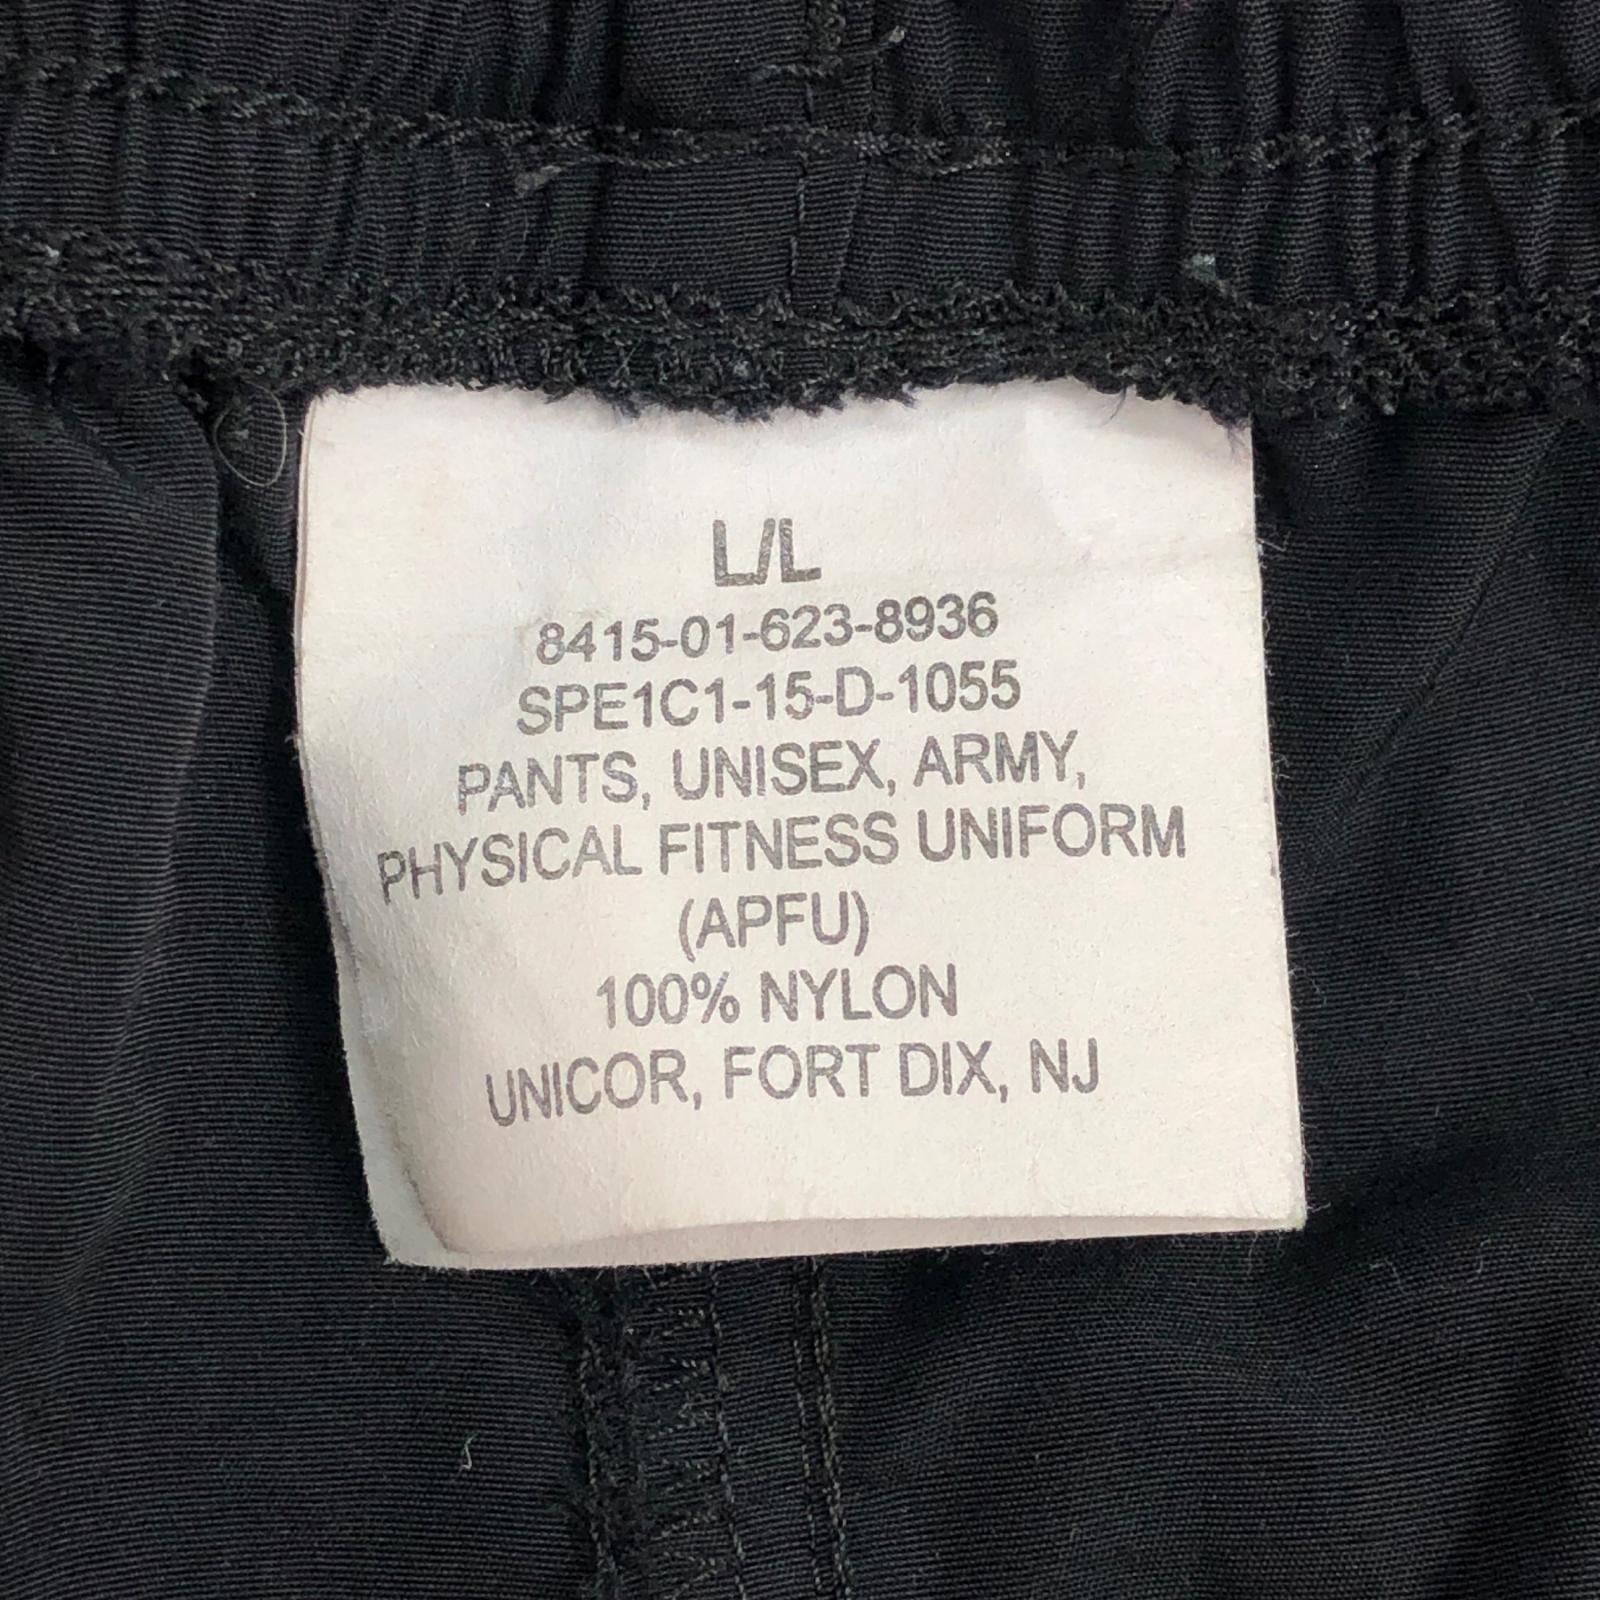 L/L
8415-01-623-8936
SPE1C1-15-D-1055
PANTS, UNISEX, ARMY,
PHYSICAL FITNESS UNIFORM
(APFU)
100% NYLON
UNICOR, FORT DIX, NJ